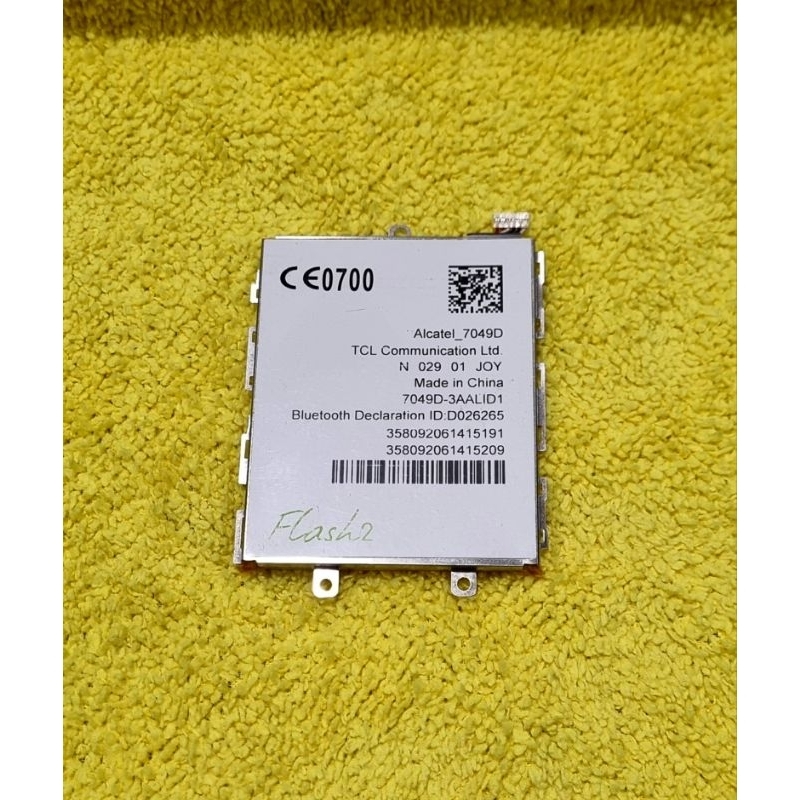 CE0700
Alcatel_7049D
TCL Communication Ltd.
N 029 01 JOY
Made in China
7049D-3AALID1
Bluetooth Declaration ID:D026265
358092061415191
358092061415209
Flash2